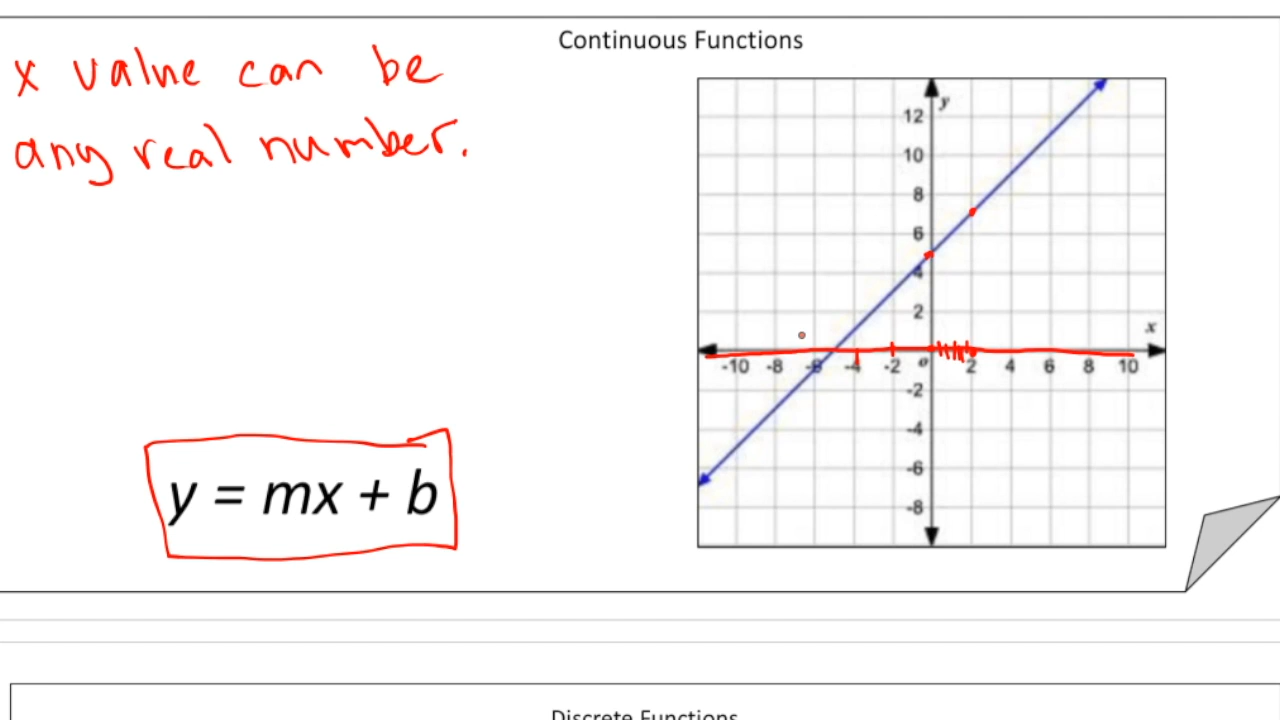 Continuous Functions
x value can be
any real number.
y
12
10
8
6
4
2
x
-10 -8 -6 -4 -2 o 2 4 6 8 10
-2
-4
-6
-8
y = mx + b
Discrete Functions